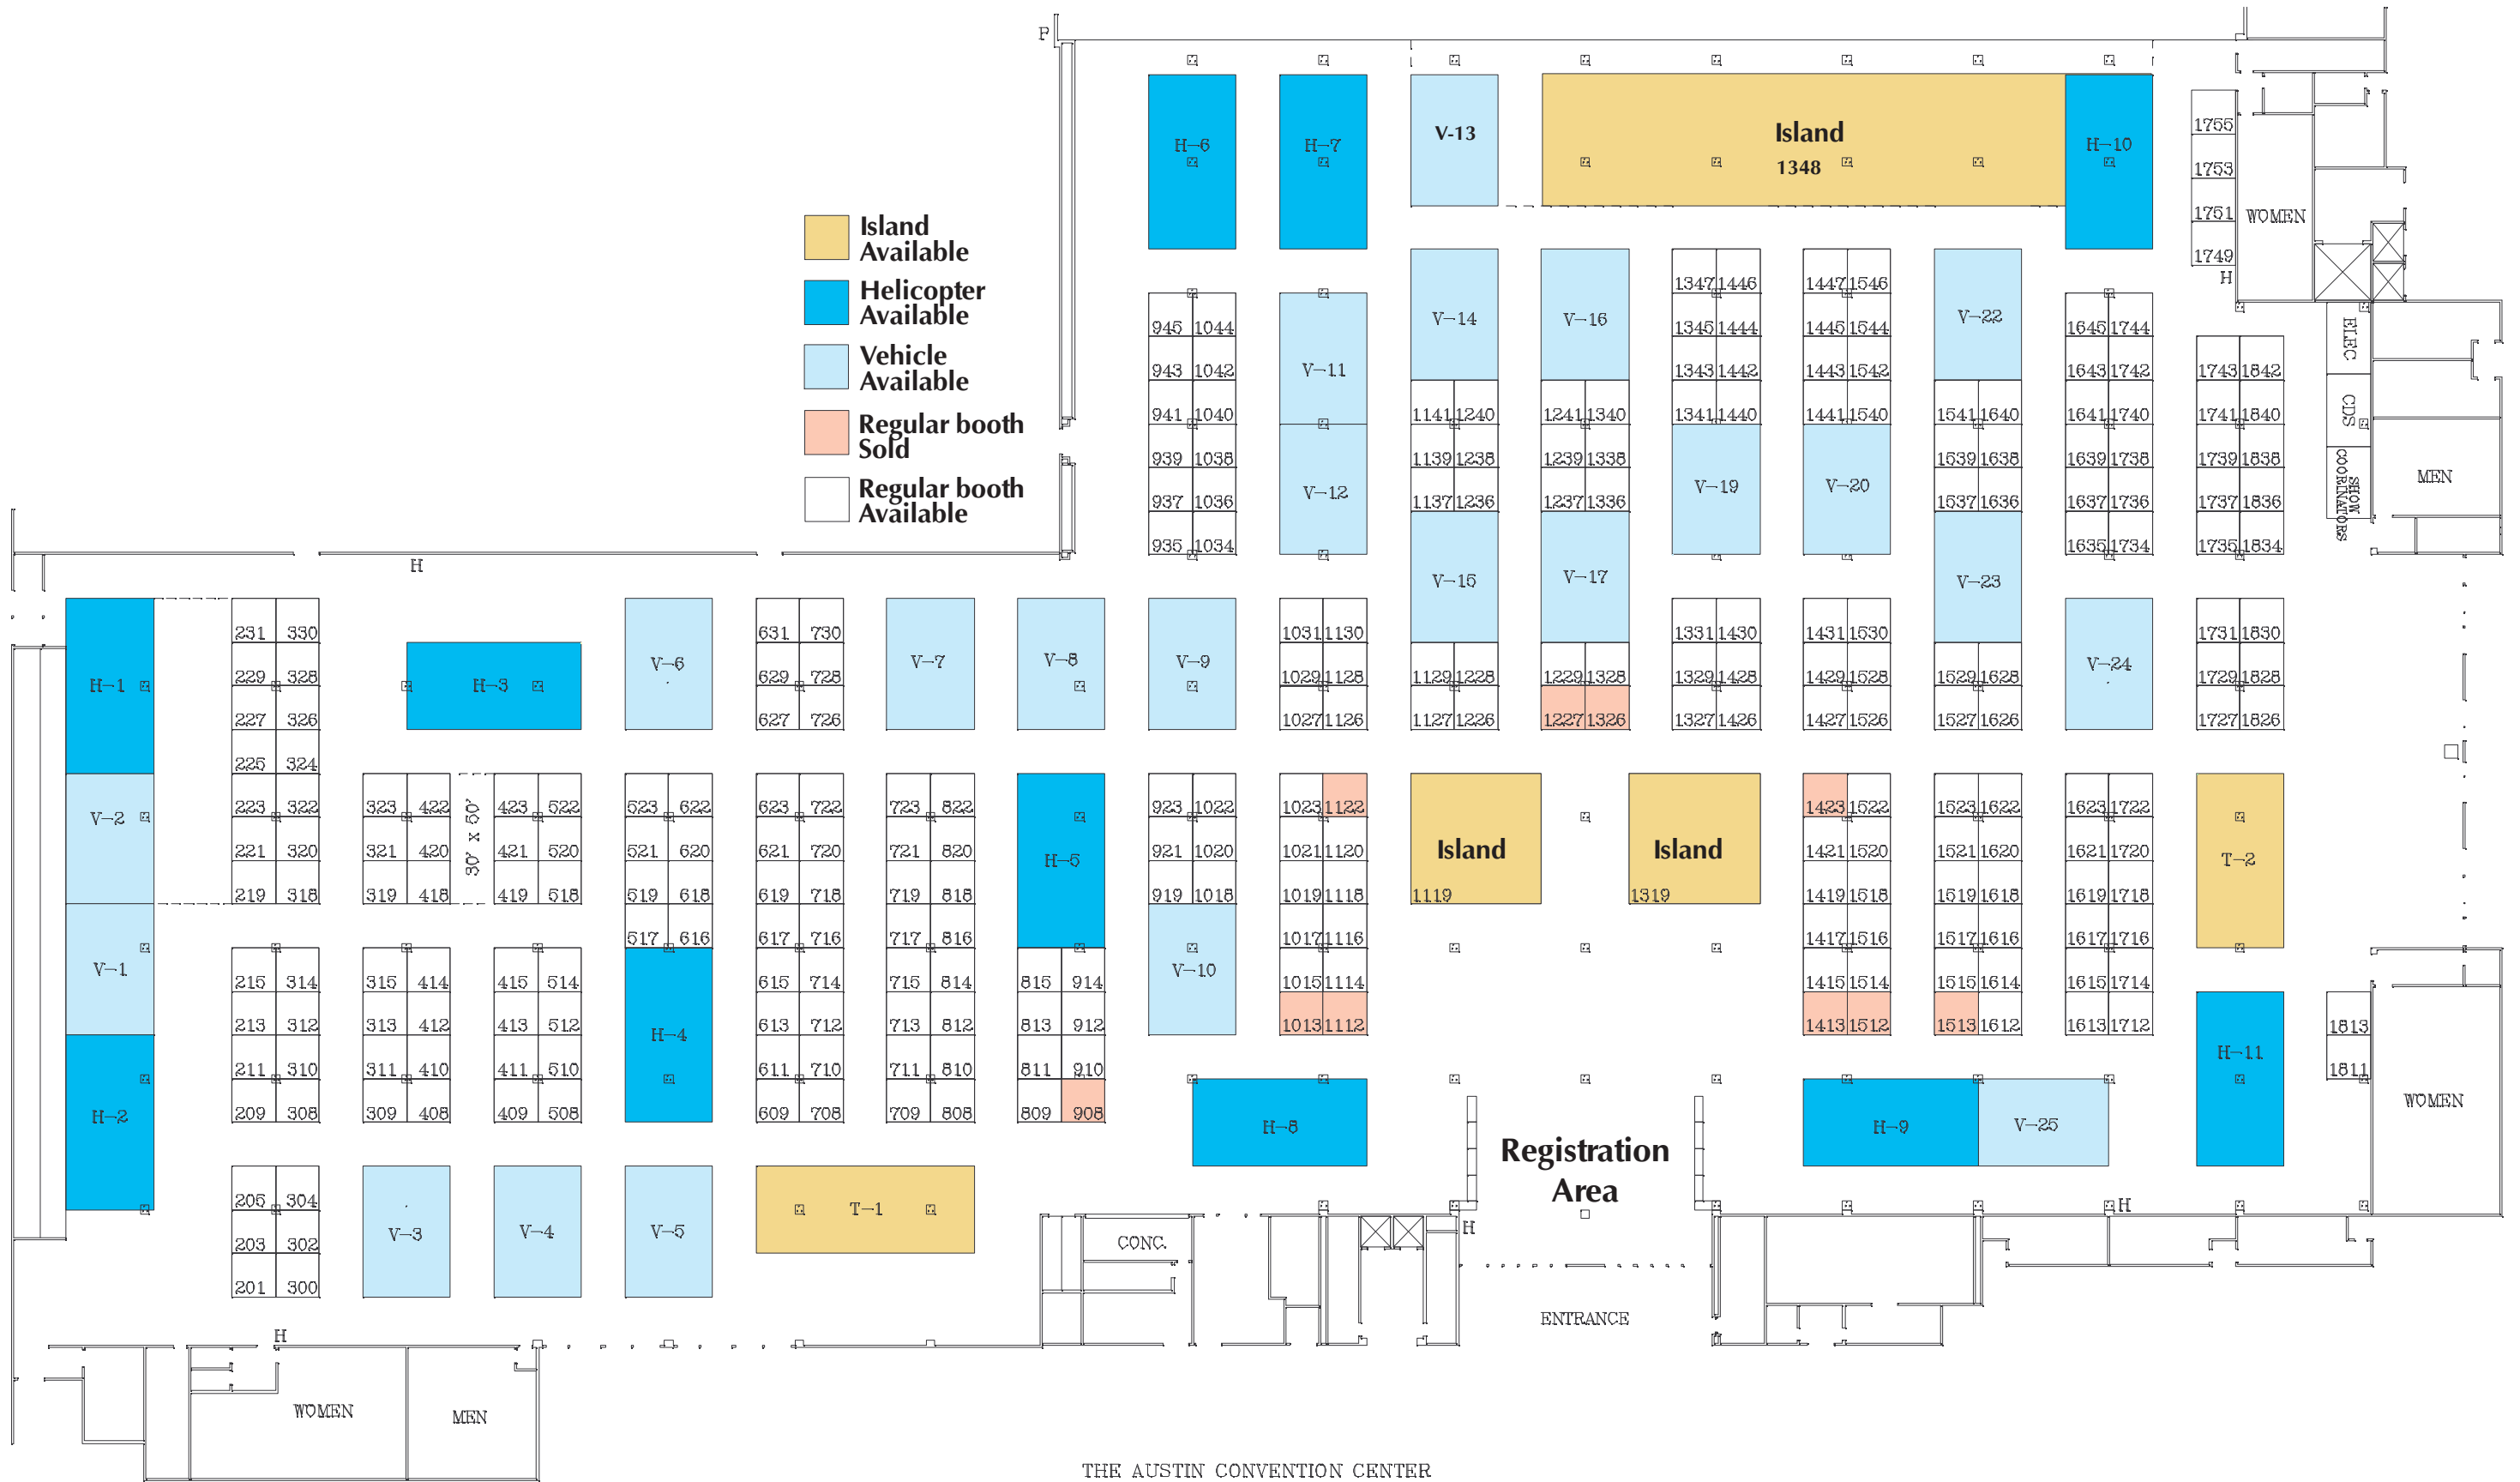 F
H-6 H-7 V-13 Island H-10
1348
1755
1753
1751 WOMEN
1749
H
Island
Available
Helicopter
Available
Vehicle
Available
Regular booth
Sold
Regular booth
Available
1347 1446 1447 1546
945 1044 V-14 V-16 1345 1444 1445 1544 V-22 1645 1744 ELEC
943 1042 V-11 1343 1442 1443 1542 1643 1742 1743 1842
941 1040 1141 1240 1241 1340 1341 1440 1441 1540 1541 1640 1641 1740 1741 1840 CDS
939 1038 1139 1238 1239 1338 1539 1638 1639 1738 1739 1838
937 1036 V-12 1137 1236 1237 1336 V-19 V-20 1537 1636 1637 1736 1737 1836 SHOW COORINATORS MEN
935 1034 1635 1734 1735 1834
H
V-15 V-17 V-23
231 330 631 730 1031 1130 1331 1430 1431 1530 1731 1830
H-1 229 328 H-3 V-6 629 728 V-7 V-8 V-9 1029 1128 1129 1228 1229 1328 1329 1428 1429 1528 1529 1628 V-24 1729 1828
227 326 627 726 1027 1126 1127 1226 1227 1326 1327 1426 1427 1526 1527 1626 1727 1826
225 324
V-2 223 322 323 422 30' x 50' 423 522 523 622 623 722 723 822 923 1022 1023 1122 1423 1522 1523 1622 1623 1722
221 320 321 420 421 520 521 620 621 720 721 820 H-5 921 1020 1021 1120 Island Island 1421 1520 1521 1620 1621 1720 T-2
219 318 319 418 419 518 519 618 619 718 719 818 919 1018 1019 1118 1119 1319 1419 1518 1519 1618 1619 1718
517 616 617 716 717 816 1017 1116 1417 1516 1517 1616 1617 1716
V-1 215 314 315 414 415 514 615 714 715 814 815 914 V-10 1015 1114 1415 1514 1515 1614 1615 1714
213 312 313 412 413 512 H-4 613 712 713 812 813 912 1013 1112 1413 1512 1513 1612 1613 1712 1813
211 310 311 410 411 510 611 710 711 810 811 910 H-11 1811
H-2 209 308 309 408 409 508 609 708 709 808 809 908 H-8 H-9 V-25 WOMEN
Registration
Area
205 304 T-1 H
203 302 V-3 V-4 V-5 CONC. H
201 300
ENTRANCE
H
WOMEN MEN
THE AUSTIN CONVENTION CENTER